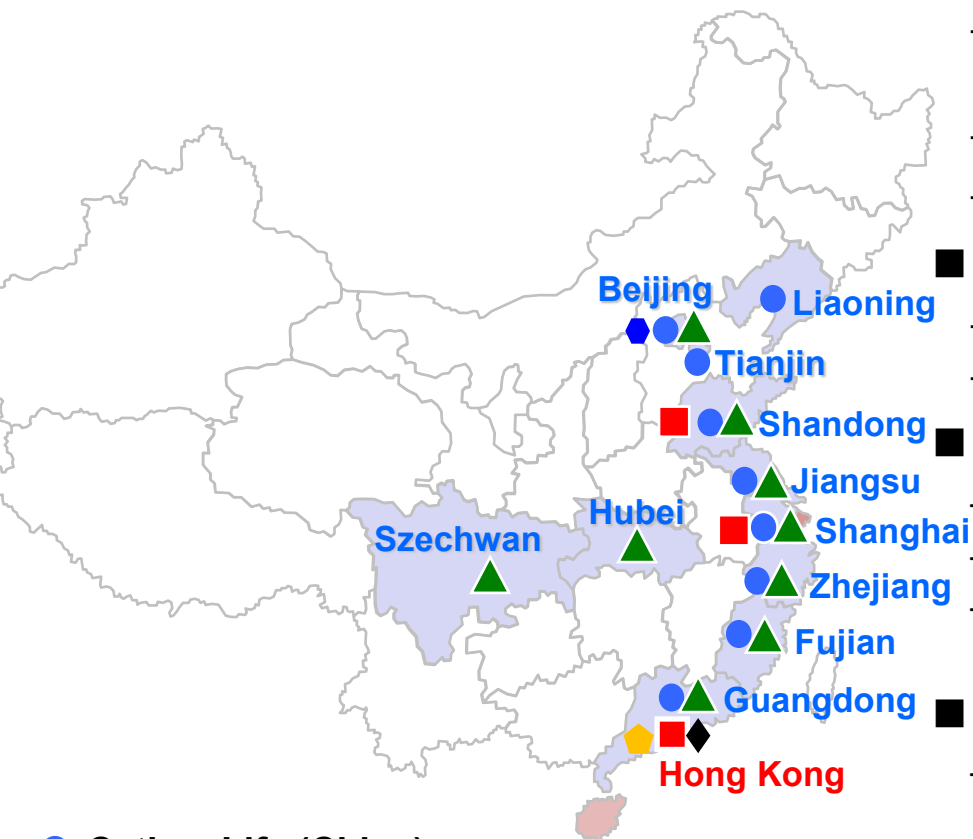 Beijing
Liaoning
Tianjin
Shandong
Jiangsu
Hubei
Szechwan
Shanghai
Zhejiang
Fujian
Guangdong
Hong Kong